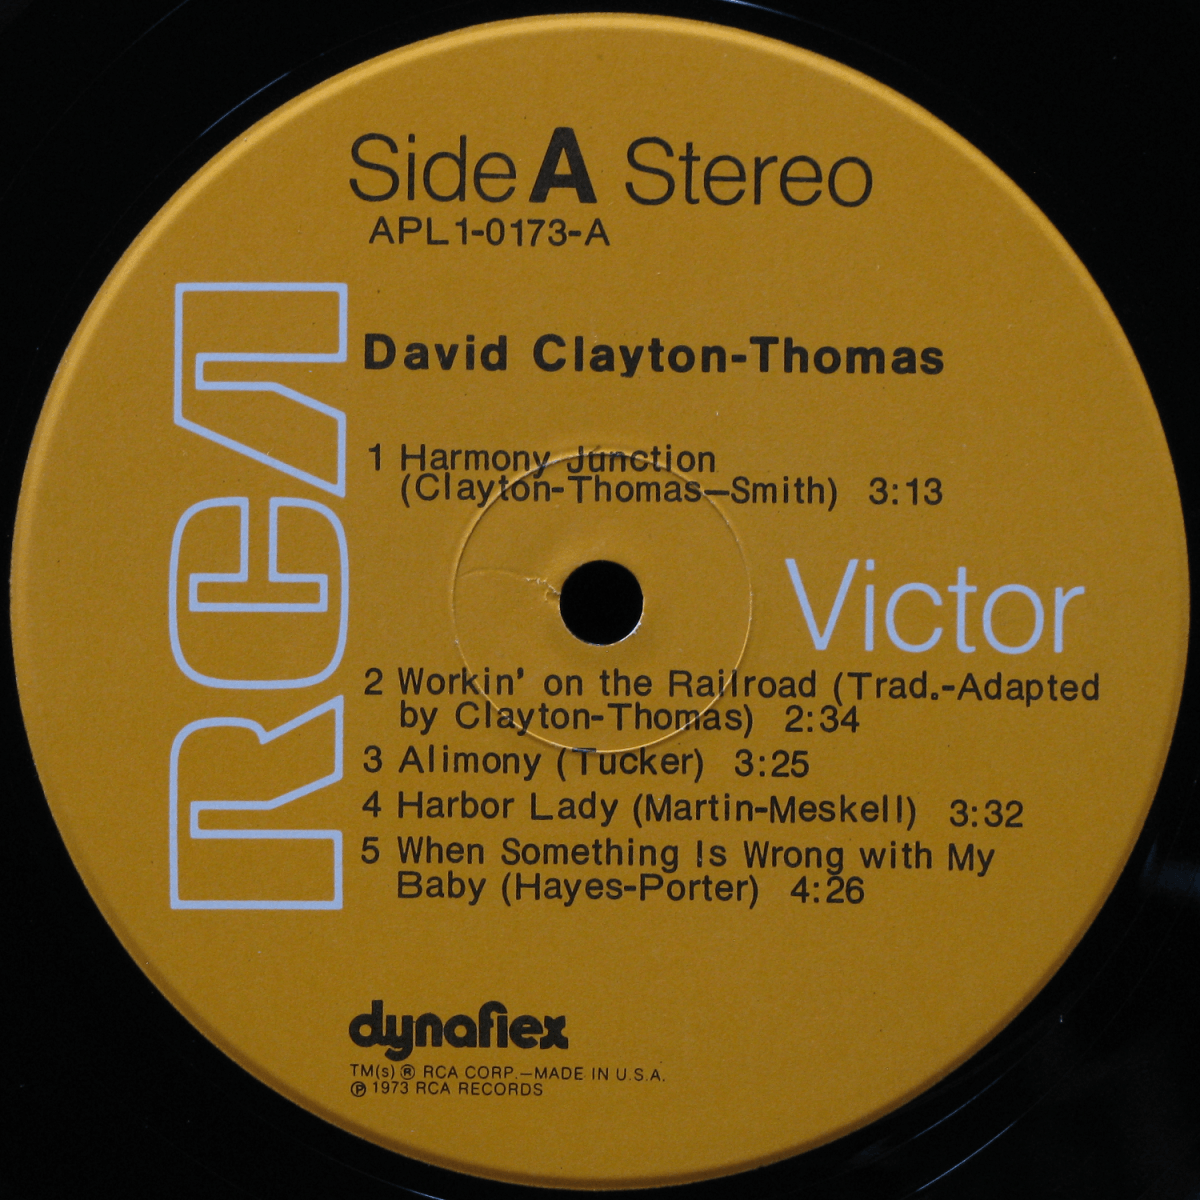 Side A Stereo
APL1-0173-A
RCA
David Clayton-Thomas
1 Harmony Junction
(Clayton-Thomas—Smith) 3:13
Victor
2 Workin' on the Railroad (Trad.-Adapted
by Clayton-Thomas) 2:34
3 Alimony (Tucker) 3:25
4 Harbor Lady (Martin-Meskell) 3:32
5 When Something Is Wrong with My
Baby (Hayes-Porter) 4:26
dynaflex
TM(s) ® RCA CORP.—MADE IN U.S.A.
℗ 1973 RCA RECORDS